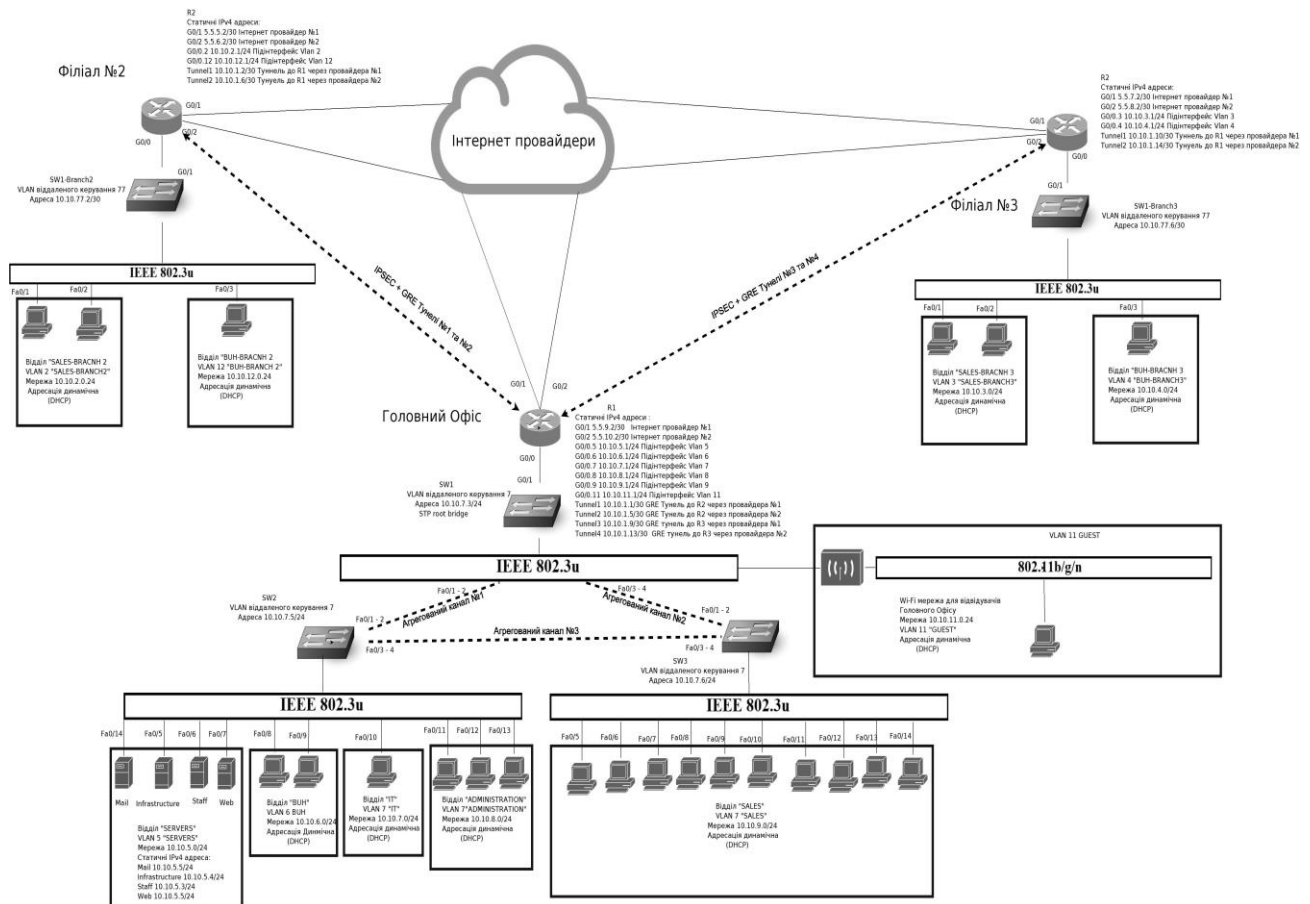 R2
Статичні IPv4 адреси:
G0/1 5.5.5.2/30 Інтернет провайдер №1
G0/2 5.5.6.2/30 Інтернет провайдер №2
G0/0.2 10.10.2.1/24 Підінтерфейс Vlan 2
G0/0.12 10.10.12.1/24 Підінтерфейс Vlan 12
Tunnel1 10.10.1.2/30 Туннель до R1 через провайдера №1
Tunnel2 10.10.1.6/30 Тунуель до R1 через провайдера №2
Філіал №2
G0/1
G0/2
G0/0
G0/1
SW1-Branch2
VLAN віддаленого керування 77
Адреса 10.10.77.2/30
IEEE 802.3u
Fa0/1
Fa0/2
Fa0/3
Відділ "SALES-BRACNH 2
VLAN 2 "SALES-BRANCH2"
Мережа 10.10.2.0.24
Адресація динамічна
(DHCP)
Відділ "BUH-BRACNH 2
VLAN 12 "BUH-BRANCH 2"
Мережа 10.10.12.0.24
Адресація динамічна
(DHCP)
Інтернет провайдери
R2
Статичні IPv4 адреси:
G0/1 5.5.7.2/30 Інтернет провайдер №1
G0/2 5.5.8.2/30 Інтернет провайдер №2
G0/0.3 10.10.3.1/24 Підінтерфейс Vlan 3
G0/0.4 10.10.4.1/24 Підінтерфейс Vlan 4
Tunnel1 10.10.1.10/30 Туннель до R1 через провайдера №1
Tunnel2 10.10.1.14/30 Тунуель до R1 через провайдера №2
G0/1
G0/2
G0/0
G0/1
Філіал №3
SW1-Branch3
VLAN віддаленого керування 77
Адреса 10.10.77.6/30
IEEE 802.3u
Fa0/1
Fa0/2
Fa0/3
Відділ "SALES-BRACNH 3
VLAN 3 "SALES-BRANCH3"
Мережа 10.10.3.0/24
Адресація динамічна
(DHCP)
Відділ "BUH-BRACNH 3
VLAN 4 "BUH-BRANCH3"
Мережа 10.10.4.0/24
Адресація динамічна
(DHCP)
IPSEC + GRE Тунелі №1 та №2
IPSEC + GRE Тунелі №3 та №4
Головний Офіс
G0/1
G0/2
G0/0
G0/1
R1
Статичні IPv4 адреси :
G0/1 5.5.9.2/30 Інтернет провайдер №1
G0/2 5.5.10.2/30 Інтернет провайдер №2
G0/0.5 10.10.5.1/24 Підінтерфейс Vlan 5
G0/0.6 10.10.6.1/24 Підінтерфейс Vlan 6
G0/0.7 10.10.7.1/24 Підінтерфейс Vlan 7
G0/0.8 10.10.8.1/24 Підінтерфейс Vlan 8
G0/0.9 10.10.9.1/24 Підінтерфейс Vlan 9
G0/0.11 10.10.11.1/24 Підінтерфейс Vlan 11
Tunnel1 10.10.1.1/30 GRE Тунель до R2 через провайдера №1
Tunnel2 10.10.1.5/30 GRE Тунель до R2 через провайдера №2
Tunnel3 10.10.1.9/30 GRE тунель до R3 через провайдера №1
Tunnel4 10.10.1.13/30 GRE тунель до R3 через провайдера №2
SW1
VLAN віддаленого керування 7
Адреса 10.10.7.3/24
STP root bridge
IEEE 802.3u
Fa0/1 - 2
Fa0/3 - 4
Агрегований канал №1
Агрегований канал №2
Агрегований канал №3
SW2
VLAN віддаленого керування 7
Адреса 10.10.7.5/24
Fa0/1 - 2
Fa0/3 - 4
Fa0/1 - 2
Fa0/3 - 4
SW3
VLAN віддаленого керування 7
Адреса 10.10.7.6/24
VLAN 11 GUEST
802.11b/g/n
Wi-Fi мережа для відвідувачів
Головного Офісу
Мережа 10.10.11.0.24
VLAN 11 "GUEST"
Адресація динамічна
(DHCP)
IEEE 802.3u
Fa0/14
Fa0/5
Fa0/6
Fa0/7
Fa0/8
Fa0/9
Fa0/10
Fa0/11
Fa0/12
Fa0/13
Mail
Infrastructure
Staff
Web
Відділ "SERVERS"
VLAN 5 "SERVERS"
Мережа 10.10.5.0/24
Статичні IPv4 адреса:
Mail 10.10.5.5/24
Infrastructure 10.10.5.4/24
Staff 10.10.5.3/24
Web 10.10.5.5/24
Відділ "BUH"
VLAN 6 BUH
Мережа 10.10.6.0/24
Адресація Динмічна
(DHCP)
Відділ "IT"
VLAN 7 "IT"
Мережа 10.10.7.0/24
Адресація динамічна
(DHCP)
Відділ "ADMINISTRATION"
VLAN 7"ADMINISTRATION"
Мережа 10.10.8.0/24
Адресація динамічна
(DHCP)
IEEE 802.3u
Fa0/5
Fa0/6
Fa0/7
Fa0/8
Fa0/9
Fa0/10
Fa0/11
Fa0/12
Fa0/13
Fa0/14
Відділ "SALES"
VLAN 7 "SALES"
Мережа 10.10.9.0/24
Адресація динамічна
(DHCP)